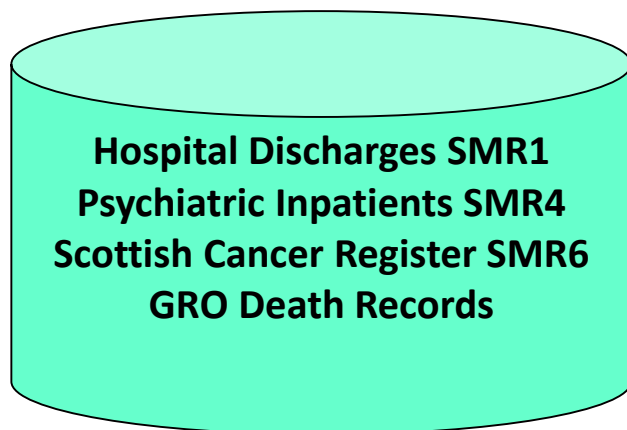 Hospital Discharges SMR1
Psychiatric Inpatients SMR4
Scottish Cancer Register SMR6
GRO Death Records